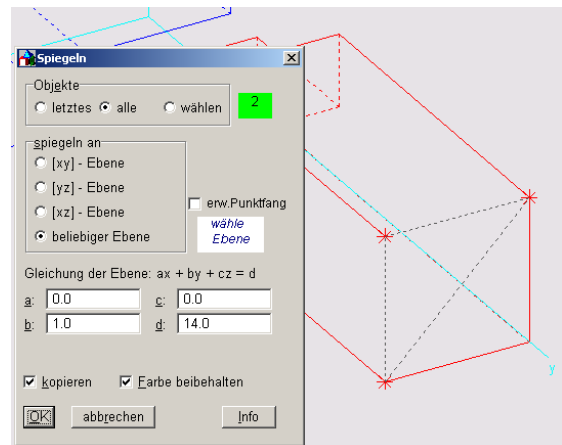 Spiegeln
Objekte
letztes alle wählen 2
spiegeln an
[xy] - Ebene
[yz] - Ebene
[xz] - Ebene
beliebiger Ebene
erw.Punktfang
wähle
Ebene
Gleichung der Ebene: ax + by + cz = d
a: 0.0 c: 0.0
b: 1.0 d: 14.0
kopieren Farbe beibehalten
OK abbrechen Info
y